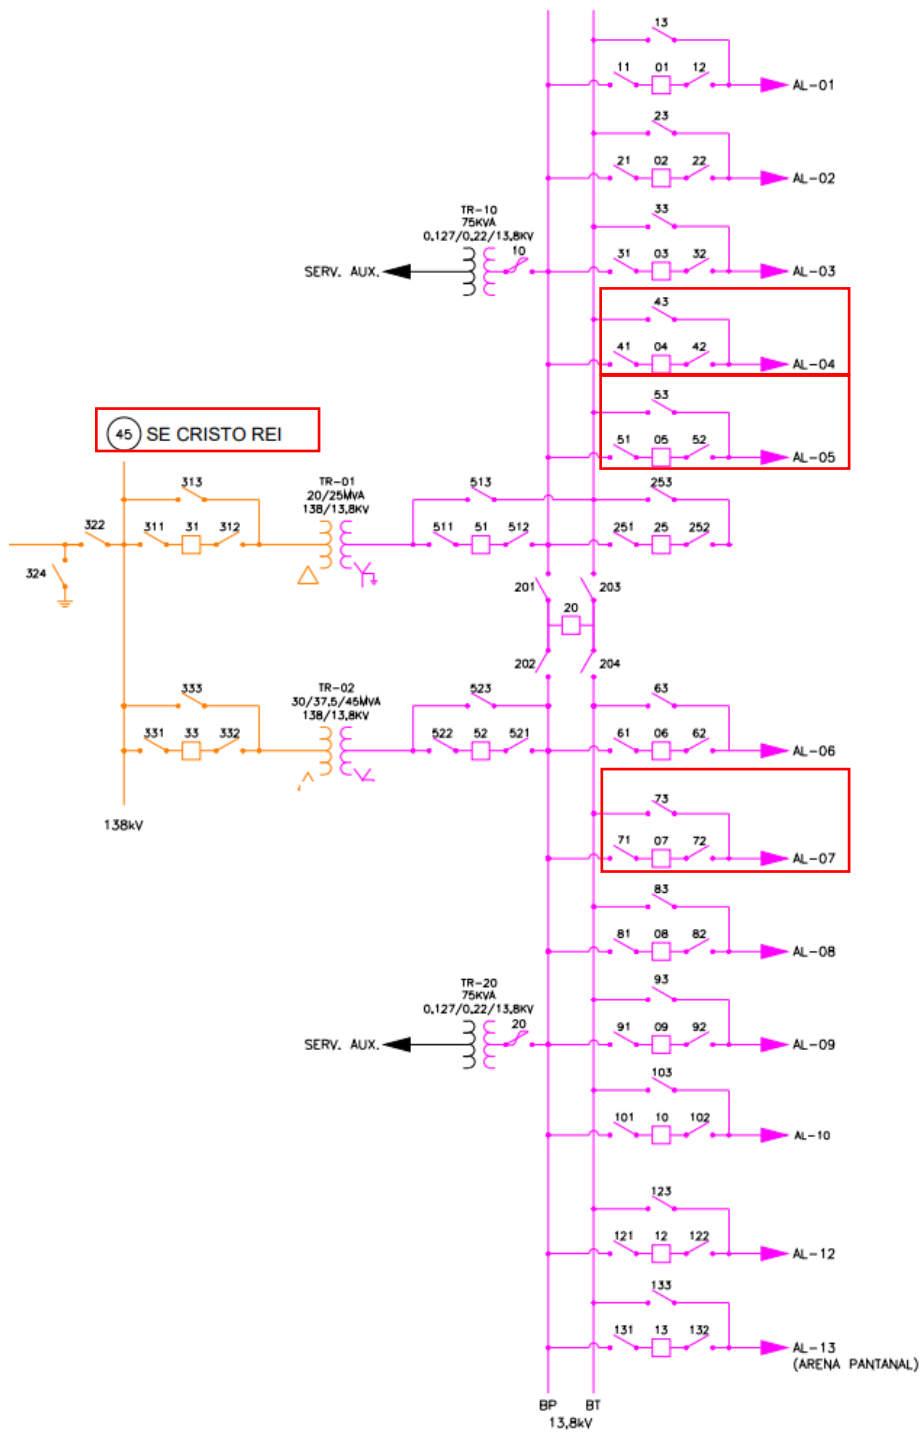 13
11 01 12
AL-01
23
21 02 22
AL-02
TR-10
75KVA
0,127/0,22/13,8KV
10
SERV. AUX.
33
31 03 32
AL-03
43
41 04 42
AL-04
53
51 05 52
AL-05
45 SE CRISTO REI
313
TR-01
20/25MVA
138/13,8KV
513
253
322
311 31 312
511 51 512
251 25 252
324
201
203
20
202
204
333
TR-02
30/37,5/45MVA
138/13,8KV
523
63
331 33 332
522 52 521
61 06 62
AL-06
138kV
73
71 07 72
AL-07
83
81 08 82
AL-08
TR-20
75KVA
0,127/0,22/13,8KV
20
SERV. AUX.
93
91 09 92
AL-09
103
101 10 102
AL-10
123
121 12 122
AL-12
133
131 13 132
AL-13
(ARENA PANTANAL)
BP BT
13,8kV